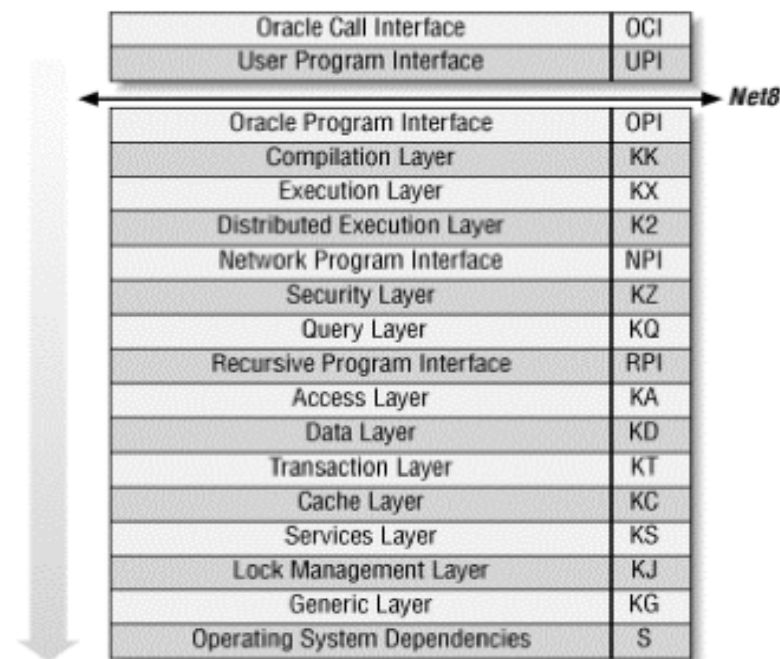 Oracle Call Interface OCI
User Program Interface UPI
Net8
Oracle Program Interface OPI
Compilation Layer KK
Execution Layer KX
Distributed Execution Layer K2
Network Program Interface NPI
Security Layer KZ
Query Layer KQ
Recursive Program Interface RPI
Access Layer KA
Data Layer KD
Transaction Layer KT
Cache Layer KC
Services Layer KS
Lock Management Layer KJ
Generic Layer KG
Operating System Dependencies S